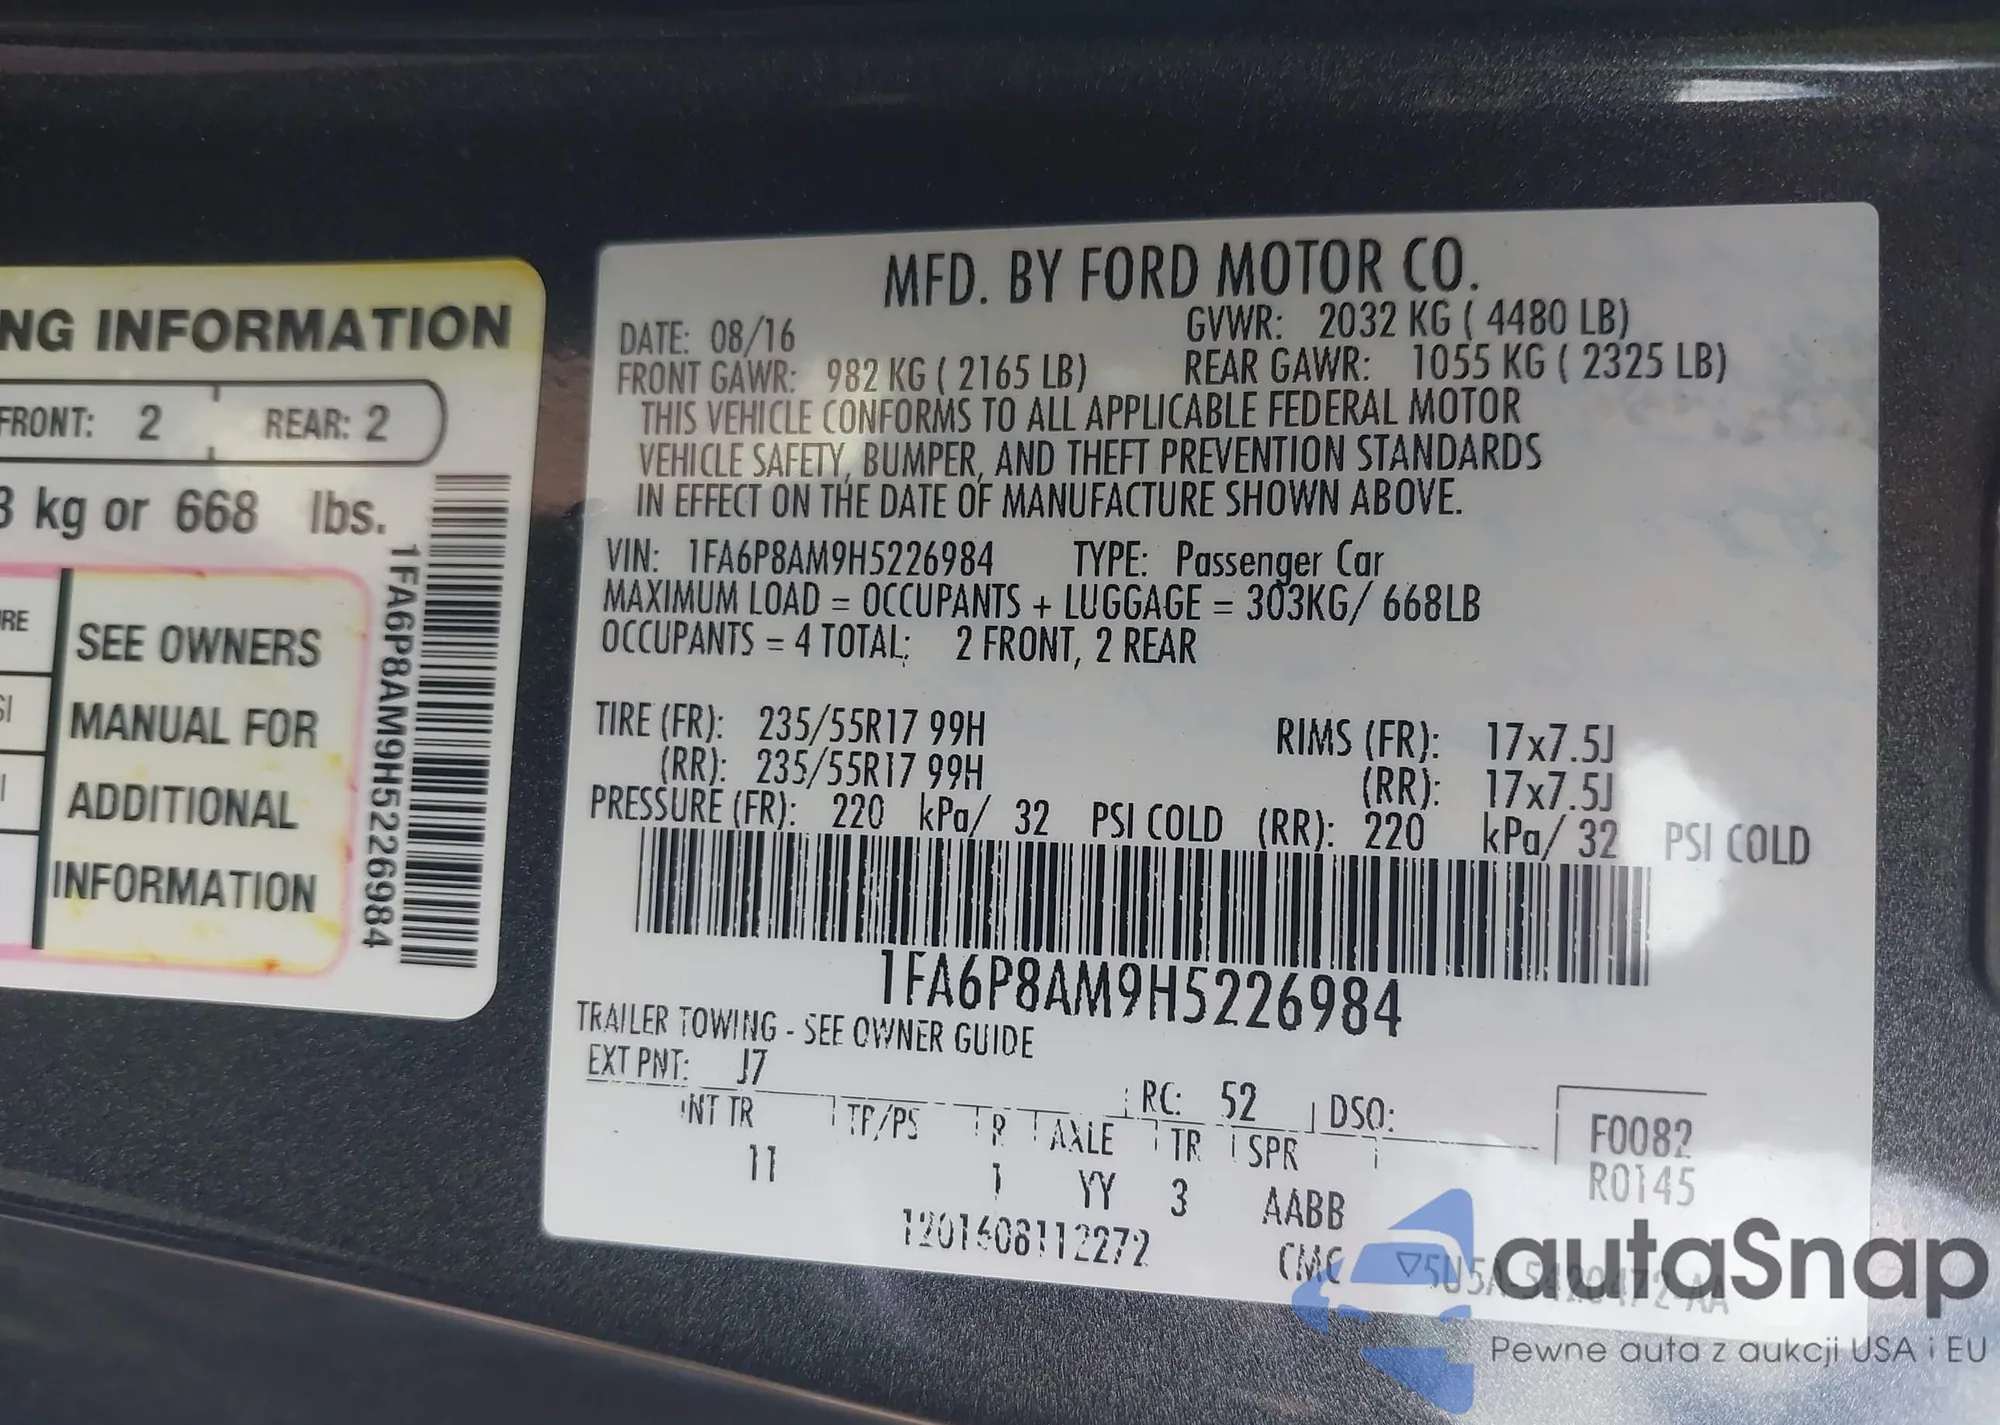 NG INFORMATION
FRONT: 2 REAR: 2
3 kg or 668 lbs.
SEE OWNERS
MANUAL FOR
ADDITIONAL
INFORMATION
1FA6P8AM9H5226984
MFD. BY FORD MOTOR CO.
DATE: 08/16 GVWR: 2032 KG ( 4480 LB)
FRONT GAWR: 982 KG ( 2165 LB) REAR GAWR: 1055 KG ( 2325 LB)
THIS VEHICLE CONFORMS TO ALL APPLICABLE FEDERAL MOTOR
VEHICLE SAFETY, BUMPER, AND THEFT PREVENTION STANDARDS
IN EFFECT ON THE DATE OF MANUFACTURE SHOWN ABOVE.
VIN: 1FA6P8AM9H5226984 TYPE: Passenger Car
MAXIMUM LOAD = OCCUPANTS + LUGGAGE = 303KG/ 668LB
OCCUPANTS = 4 TOTAL: 2 FRONT, 2 REAR
TIRE (FR): 235/55R17 99H RIMS (FR): 17x7.5J
(RR): 235/55R17 99H (RR): 17x7.5J
PRESSURE (FR): 220 kPa/ 32 PSI COLD (RR): 220 kPa/ 32 PSI COLD
1FA6P8AM9H5226984
TRAILER TOWING - SEE OWNER GUIDE
EXT PNT: J7 RC: 52 DSO: F0082
INT TR TP/PS R AXLE TR SPR R0145
11 1 YY 3 AABB
1201608112272 CMC ▽5U5A-5420472-AA
autaSnap
Pewne auta z aukcji USA i EU